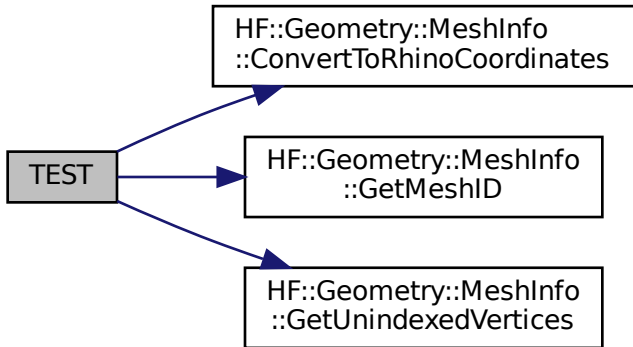 HF::Geometry::MeshInfo
::ConvertToRhinoCoordinates
TEST
HF::Geometry::MeshInfo
::GetMeshID
HF::Geometry::MeshInfo
::GetUnindexedVertices